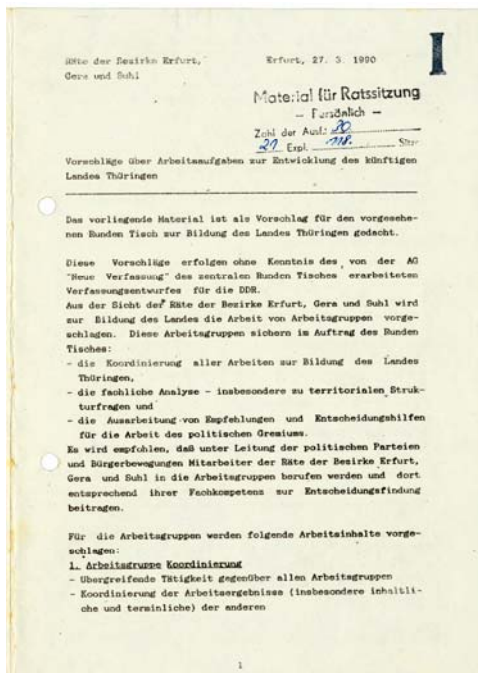 Räte der Bezirke Erfurt, Erfurt, 27. 3. 1990
Gera und Suhl
I
Material für Ratssitzung
- Persönlich -
Zahl der Ausf.: 30
21 Expl. 118. Sitz
Vorschläge über Arbeitsaufgaben zur Entwicklung des künftigen
Landes Thüringen
Das vorliegende Material ist als Vorschlag für den vorgesehe-
nen Runden Tisch zur Bildung des Landes Thüringen gedacht.
Diese Vorschläge erfolgen ohne Kenntnis des von der AG
"Neue Verfassung" des zentralen Runden Tisches erarbeiteten
Verfassungsentwurfes für die DDR.
Aus der Sicht der Räte der Bezirke Erfurt, Gera und Suhl wird
zur Bildung des Landes die Arbeit von Arbeitsgruppen vorge-
schlagen. Diese Arbeitsgruppen sichern im Auftrag des Runden
Tisches:
- die Koordinierung aller Arbeiten zur Bildung des Landes
Thüringen,
- die fachliche Analyse - insbesondere zu territorialen Struk-
turfragen und
- die Ausarbeitung von Empfehlungen und Entscheidungshilfen
für die Arbeit des politischen Gremiums.
Es wird empfohlen, daß unter Leitung der politischen Parteien
und Bürgerbewegungen Mitarbeiter der Räte der Bezirke Erfurt,
Gera und Suhl in die Arbeitsgruppen berufen werden und dort
entsprechend ihrer Fachkompetens zur Entscheidungsfindung
beitragen.
Für die Arbeitsgruppen werden folgende Arbeitsinhalte vorge-
schlagen:
1. Arbeitsgruppe Koordinierung
- Übergreifende Tätigkeit gegenüber allen Arbeitsgruppen
- Koordinierung der Arbeitsergebnisse (insbesondere inhaltli-
che und terminliche) der anderen
1